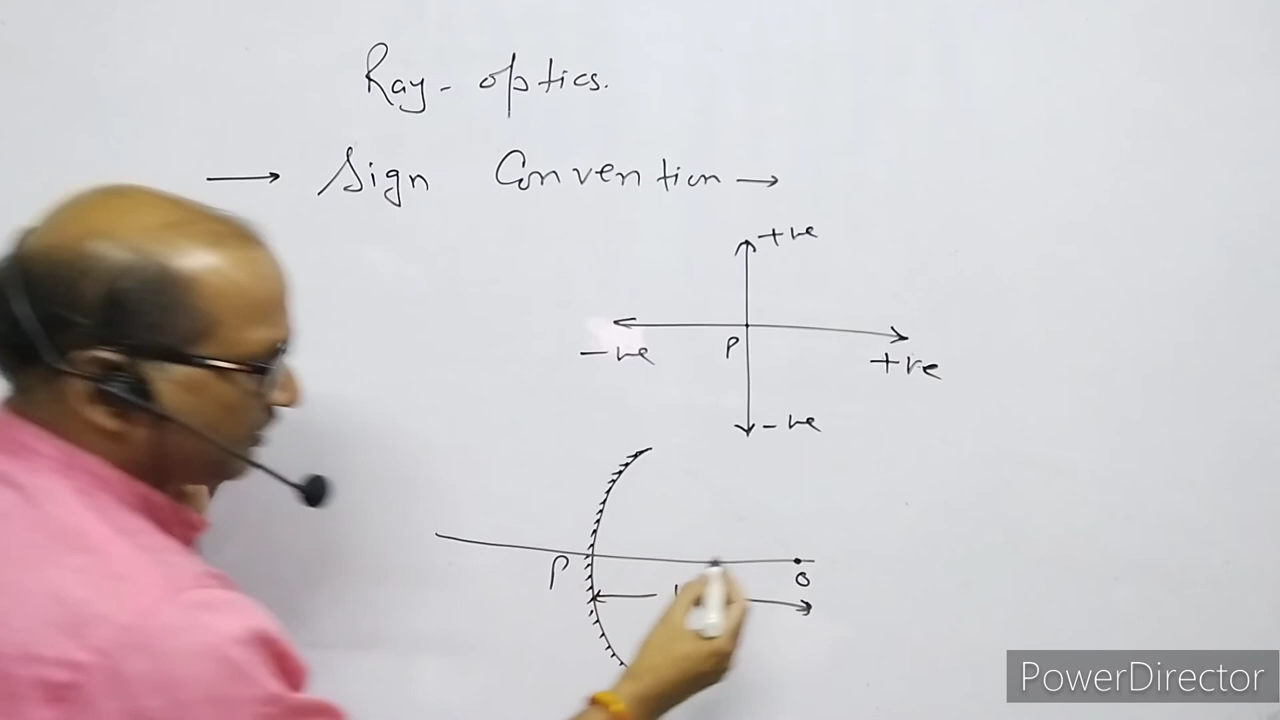 Ray - optics.
→ Sign Convention →
+ve
-ve P +ve
-ve
P O
PowerDirector